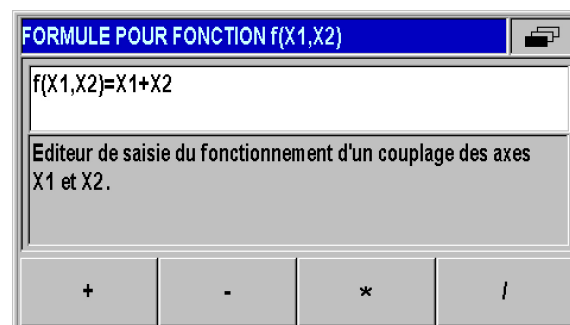 FORMULE POUR FONCTION f(X1,X2)
f(X1,X2)=X1+X2
Editeur de saisie du fonctionnement d'un couplage des axes
X1 et X2.
+ - * /